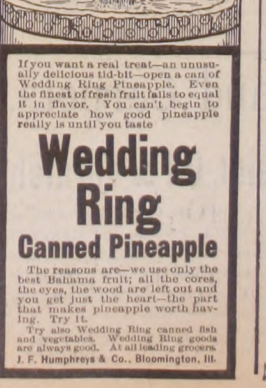 If you want a real treat—an unusu-
ally delicious tid-bit—open a can of
Wedding Ring Pineapple. Even
the finest of fresh fruit fails to equal
it in flavor. You can't begin to
appreciate how good pineapple
really is until you taste
Wedding
Ring
Canned Pineapple
The reasons are—we use only the
best Bahama fruit; all the cores,
the eyes, the wood are left out and
you get just the heart—the part
that makes pineapple worth hav-
ing. Try it.
Try also Wedding Ring canned fish
and vegetables. Wedding Ring goods
are always good. At all leading grocers.
J. F. Humphreys & Co., Bloomington, Ill.